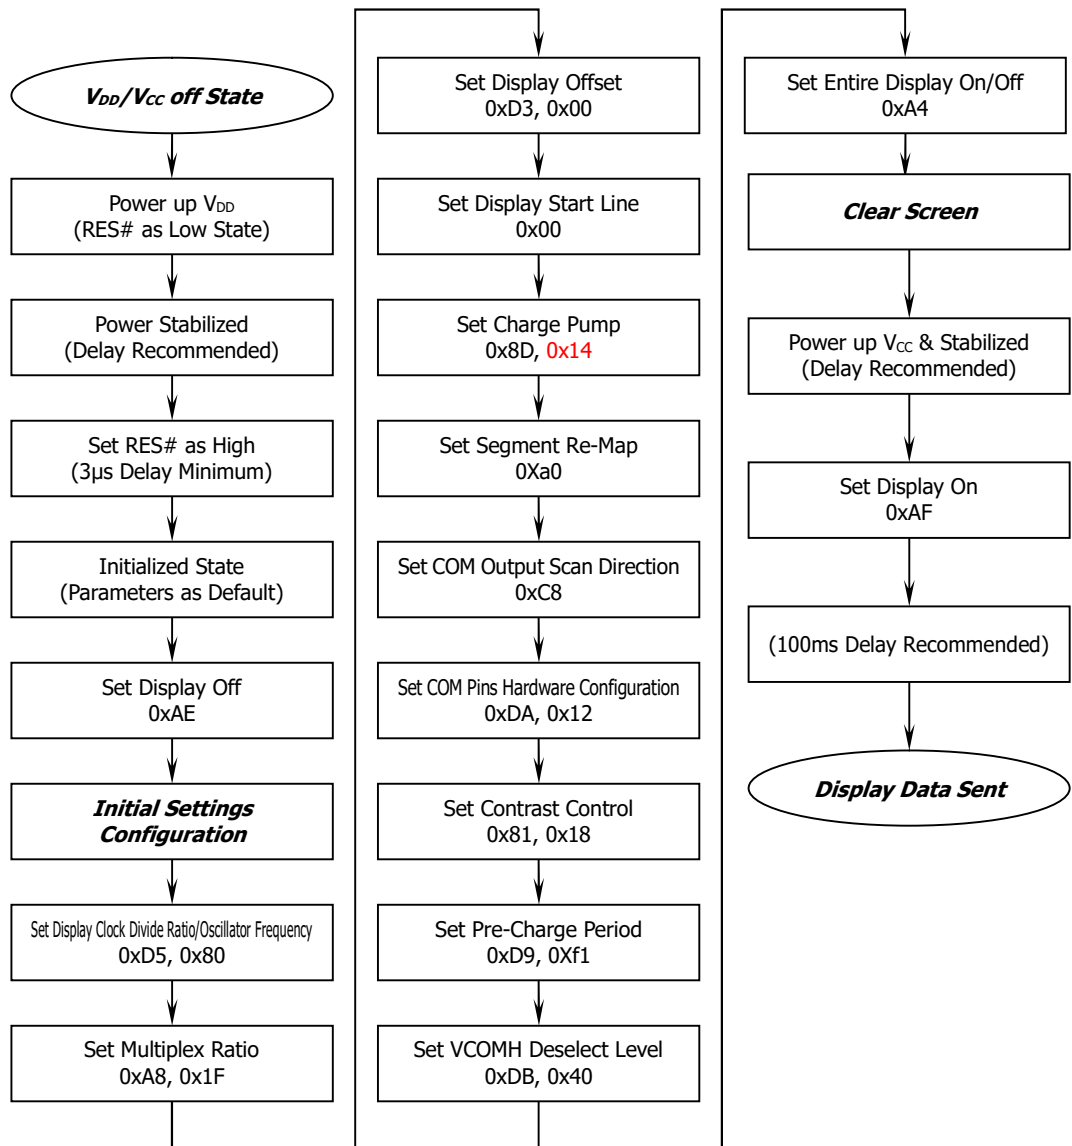 VDD/VCC off State
Power up VDD
(RES# as Low State)
Power Stabilized
(Delay Recommended)
Set RES# as High
(3μs Delay Minimum)
Initialized State
(Parameters as Default)
Set Display Off
0xAE
Initial Settings
Configuration
Set Display Clock Divide Ratio/Oscillator Frequency
0xD5, 0x80
Set Multiplex Ratio
0xA8, 0x1F
Set Display Offset
0xD3, 0x00
Set Display Start Line
0x00
Set Charge Pump
0x8D, 0x14
Set Segment Re-Map
0Xa0
Set COM Output Scan Direction
0xC8
Set COM Pins Hardware Configuration
0xDA, 0x12
Set Contrast Control
0x81, 0x18
Set Pre-Charge Period
0xD9, 0Xf1
Set VCOMH Deselect Level
0xDB, 0x40
Set Entire Display On/Off
0xA4
Clear Screen
Power up VCC & Stabilized
(Delay Recommended)
Set Display On
0xAF
(100ms Delay Recommended)
Display Data Sent